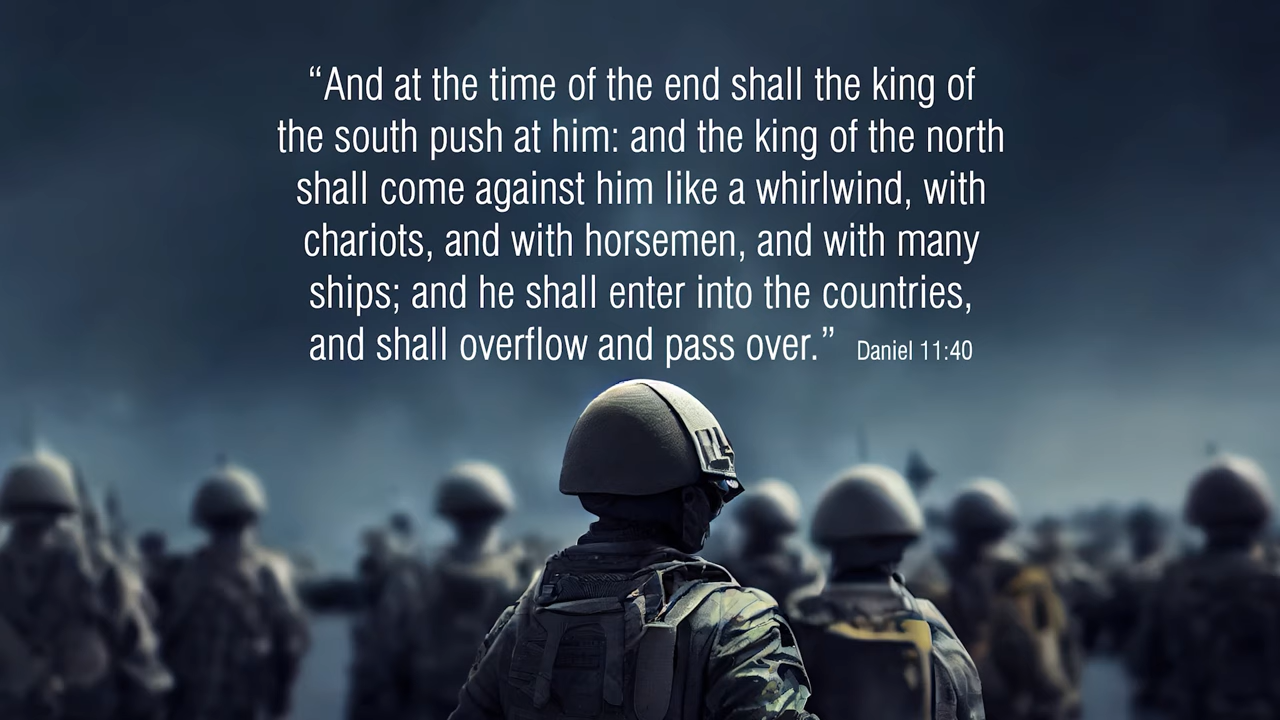 “And at the time of the end shall the king of
the south push at him: and the king of the north
shall come against him like a whirlwind, with
chariots, and with horsemen, and with many
ships; and he shall enter into the countries,
and shall overflow and pass over.” Daniel 11:40